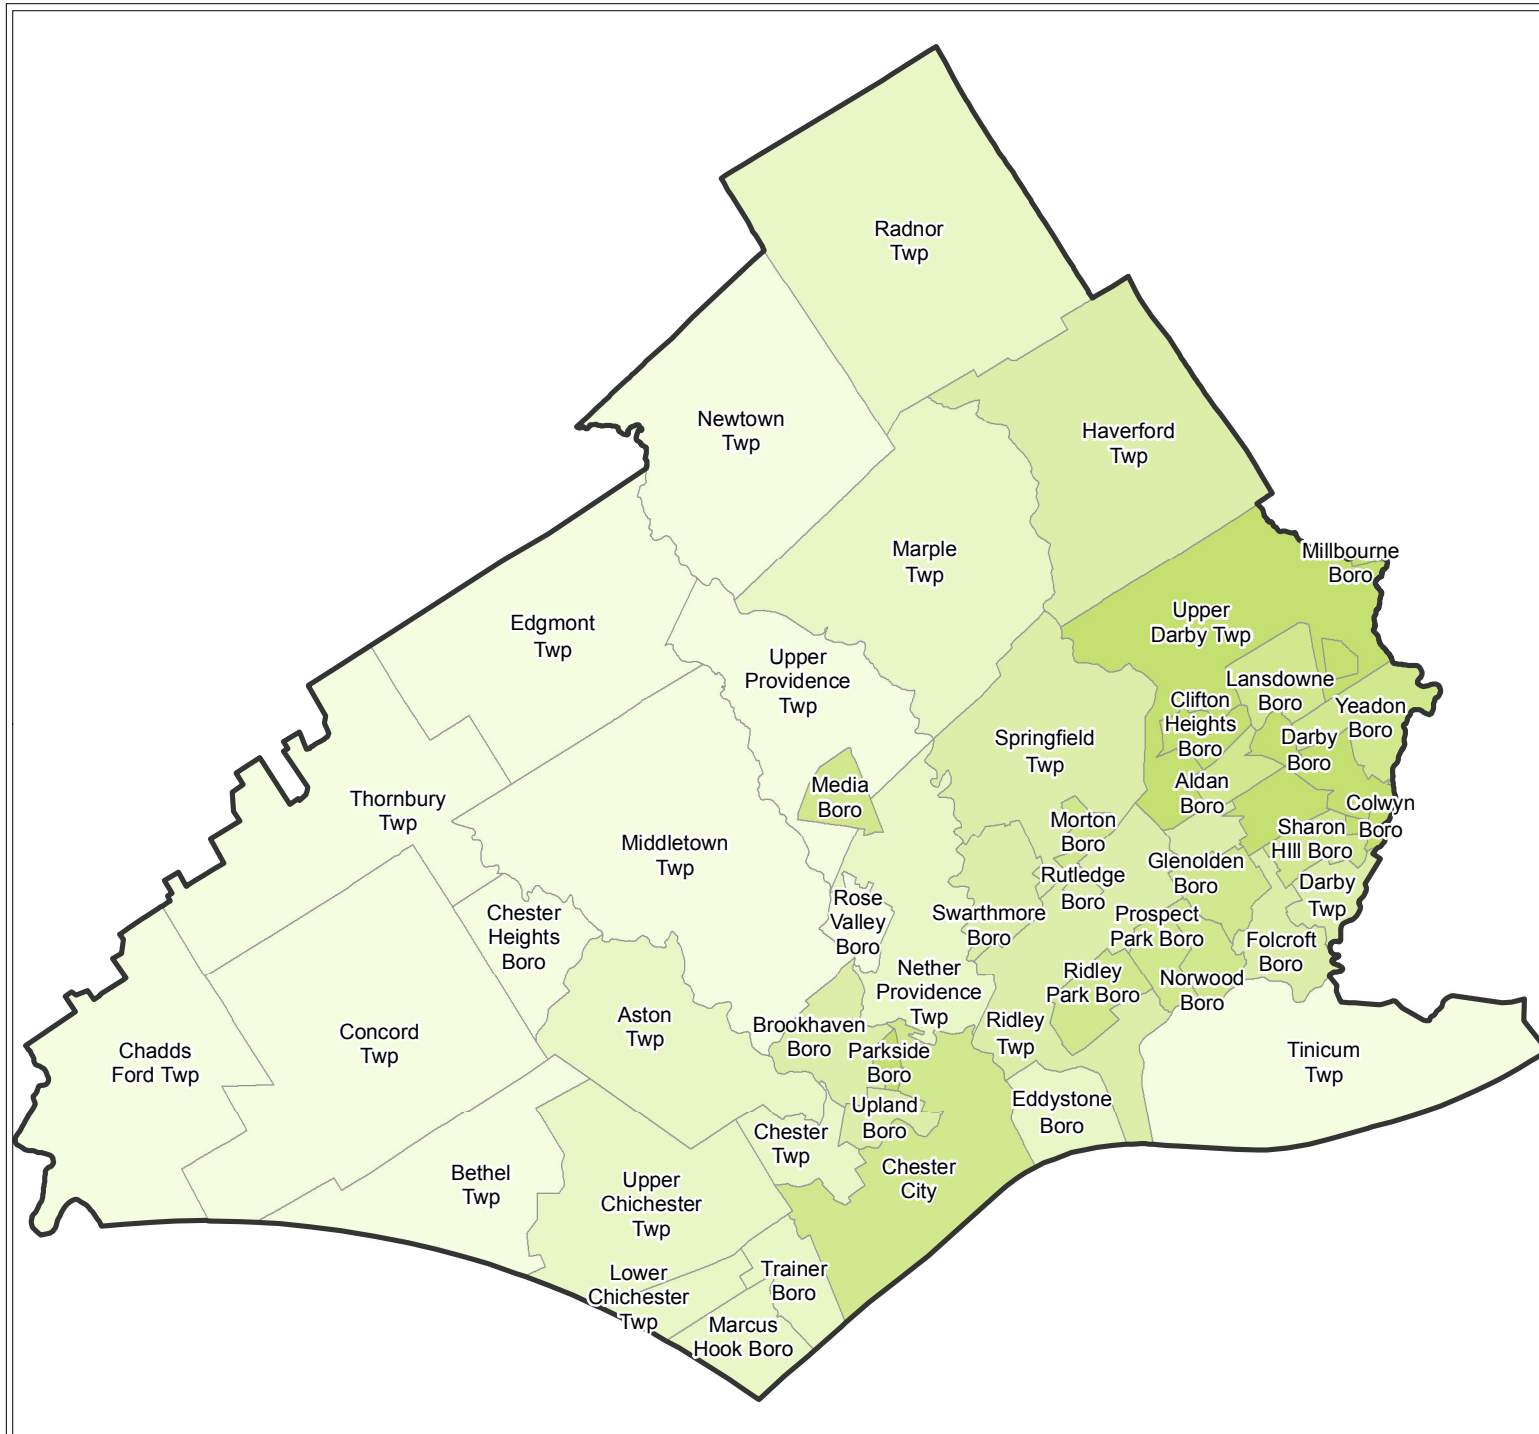 Radnor
Twp
Newtown
Twp
Haverford
Twp
Marple
Twp
Millbourne
Boro
Edgmont
Twp
Upper
Darby Twp
Upper
Providence
Twp
Lansdowne
Boro
Clifton
Heights
Boro
Yeadon
Boro
Springfield
Twp
Darby
Boro
Media
Boro
Aldan
Boro
Thornbury
Twp
Colwyn
Boro
Middletown
Twp
Morton
Boro
Sharon
HIll Boro
Glenolden
Boro
Rutledge
Boro
Darby
Twp
Rose
Valley
Boro
Chester
Heights
Boro
Swarthmore
Boro
Prospect
Park Boro
Folcroft
Boro
Nether
Providence
Twp
Ridley
Park Boro
Norwood
Boro
Aston
Twp
Brookhaven
Boro
Ridley
Twp
Concord
Twp
Chadds
Ford Twp
Parkside
Boro
Tinicum
Twp
Upland
Boro
Eddystone
Boro
Chester
Twp
Chester
City
Bethel
Twp
Upper
Chichester
Twp
Lower
Chichester
Twp
Trainer
Boro
Marcus
Hook Boro